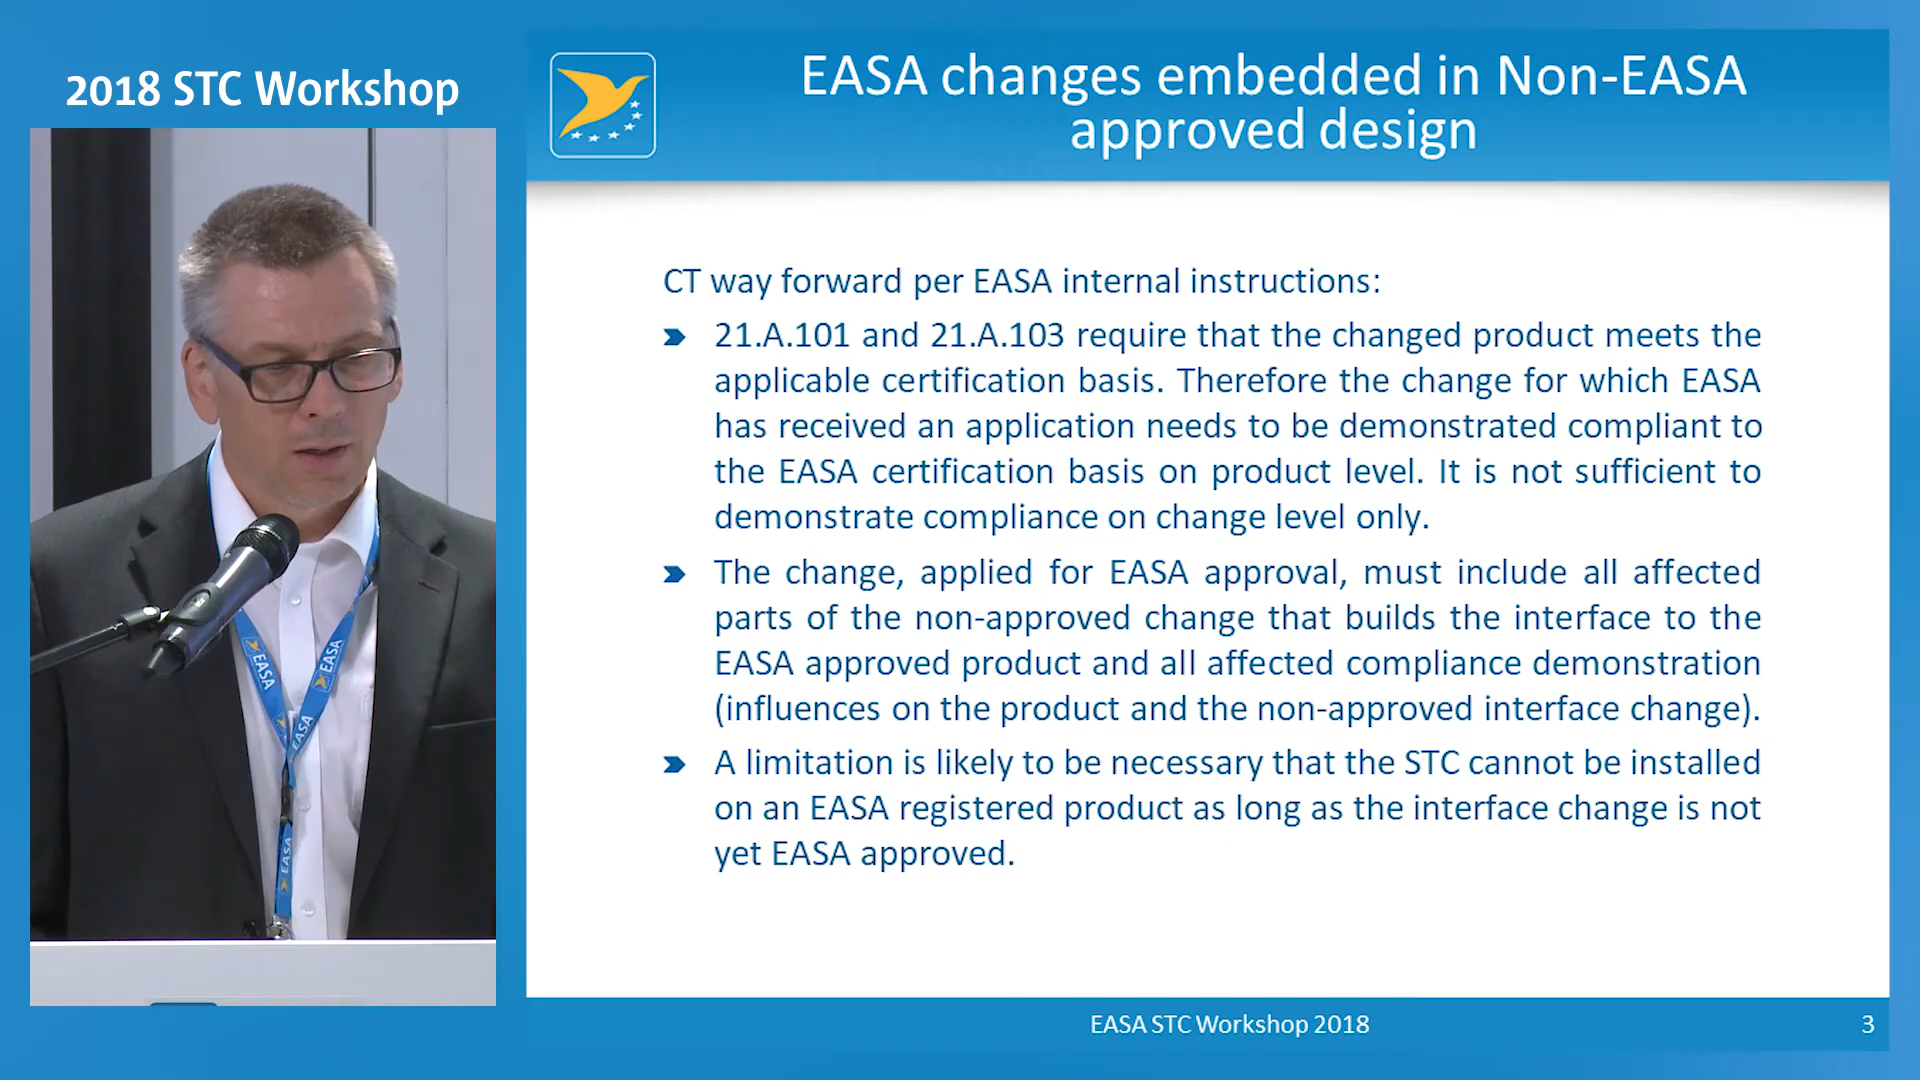 2018 STC Workshop
EASA changes embedded in Non-EASA
approved design
CT way forward per EASA internal instructions:
21.A.101 and 21.A.103 require that the changed product meets the
applicable certification basis. Therefore the change for which EASA
has received an application needs to be demonstrated compliant to
the EASA certification basis on product level. It is not sufficient to
demonstrate compliance on change level only.
The change, applied for EASA approval, must include all affected
parts of the non-approved change that builds the interface to the
EASA approved product and all affected compliance demonstration
(influences on the product and the non-approved interface change).
A limitation is likely to be necessary that the STC cannot be installed
on an EASA registered product as long as the interface change is not
yet EASA approved.
EASA STC Workshop 2018
3
EASA
EASA
EASA
EASA